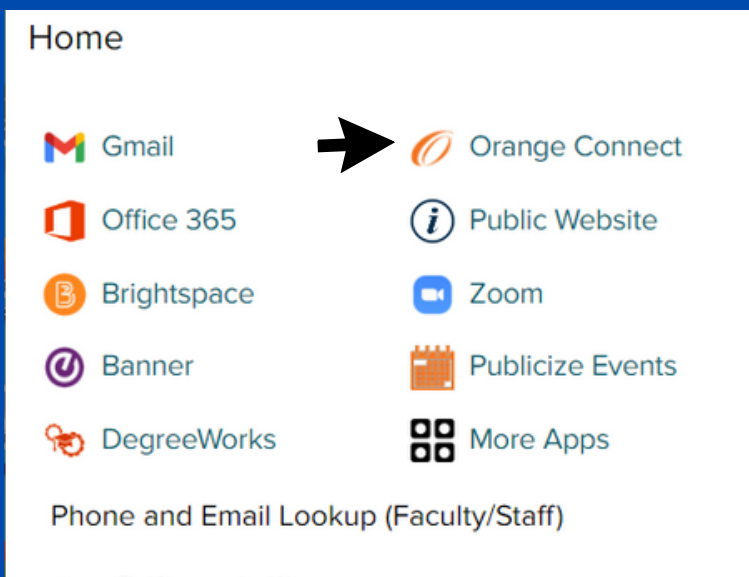 Home
Gmail
Orange Connect
Office 365
Public Website
Brightspace
Zoom
Banner
Publicize Events
DegreeWorks
More Apps
Phone and Email Lookup (Faculty/Staff)